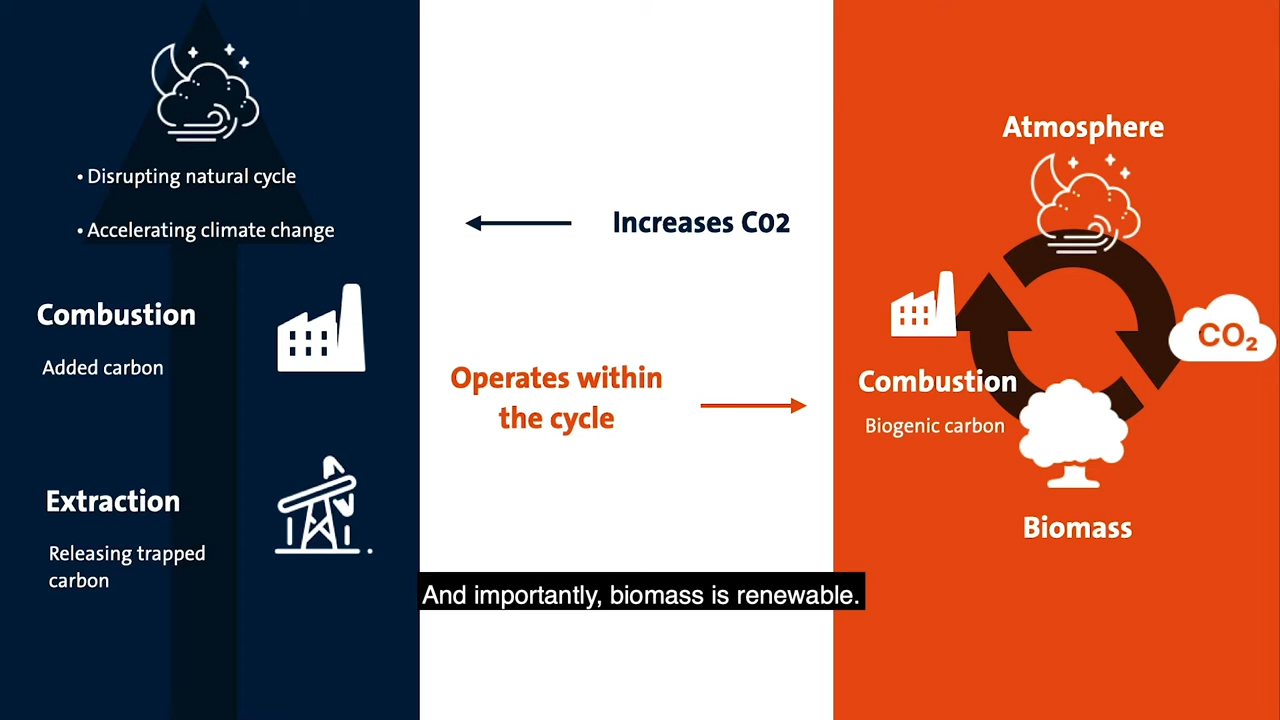 • Disrupting natural cycle
• Accelerating climate change
Combustion
Added carbon
Extraction
Releasing trapped
carbon
Increases C02
Operates within
the cycle
Atmosphere
CO₂
Combustion
Biogenic carbon
Biomass
And importantly, biomass is renewable.